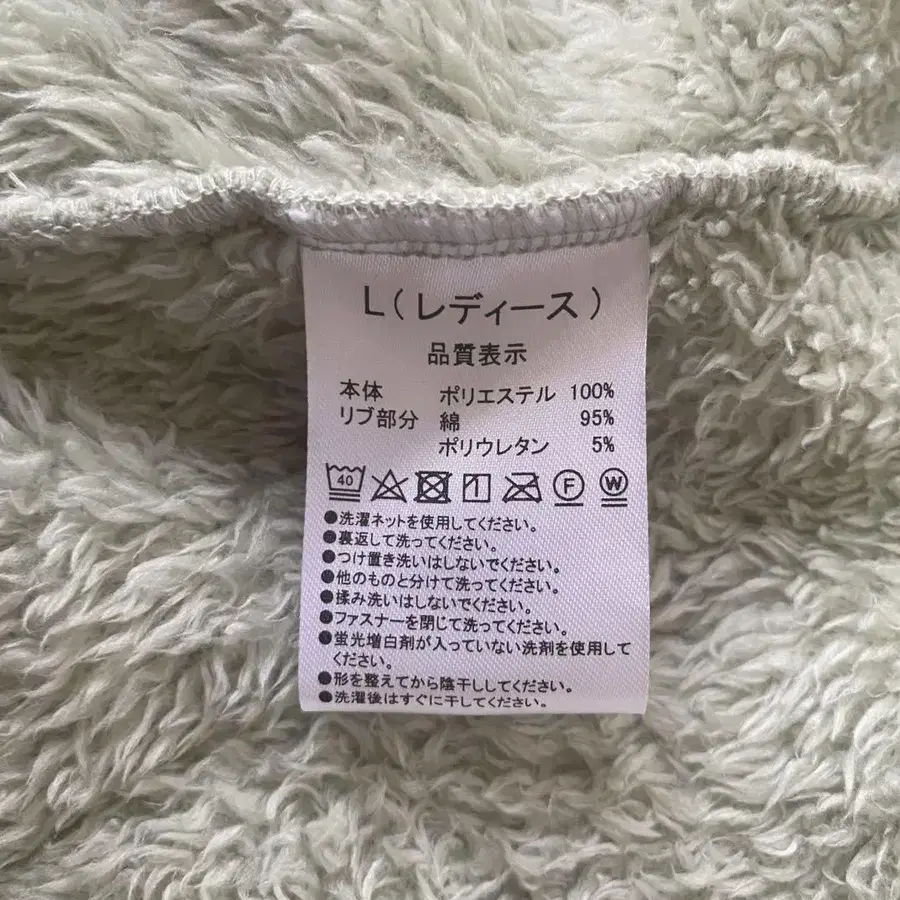 L(レディース)
品質表示
本体 ポリエステル 100%
リブ部分 綿 95%
ポリウレタン 5%
40 F W
●洗濯ネットを使用してください。
●裏返して洗ってください。
●つけ置き洗いはしないでください。
●他のものと分けて洗ってください。
●揉み洗いはしないでください。
●ファスナーを閉じて洗ってください。
●蛍光増白剤が入っていない洗剤を使用して
ください。
●形を整えてから陰干ししてください。
●洗濯後はすぐに干してください。